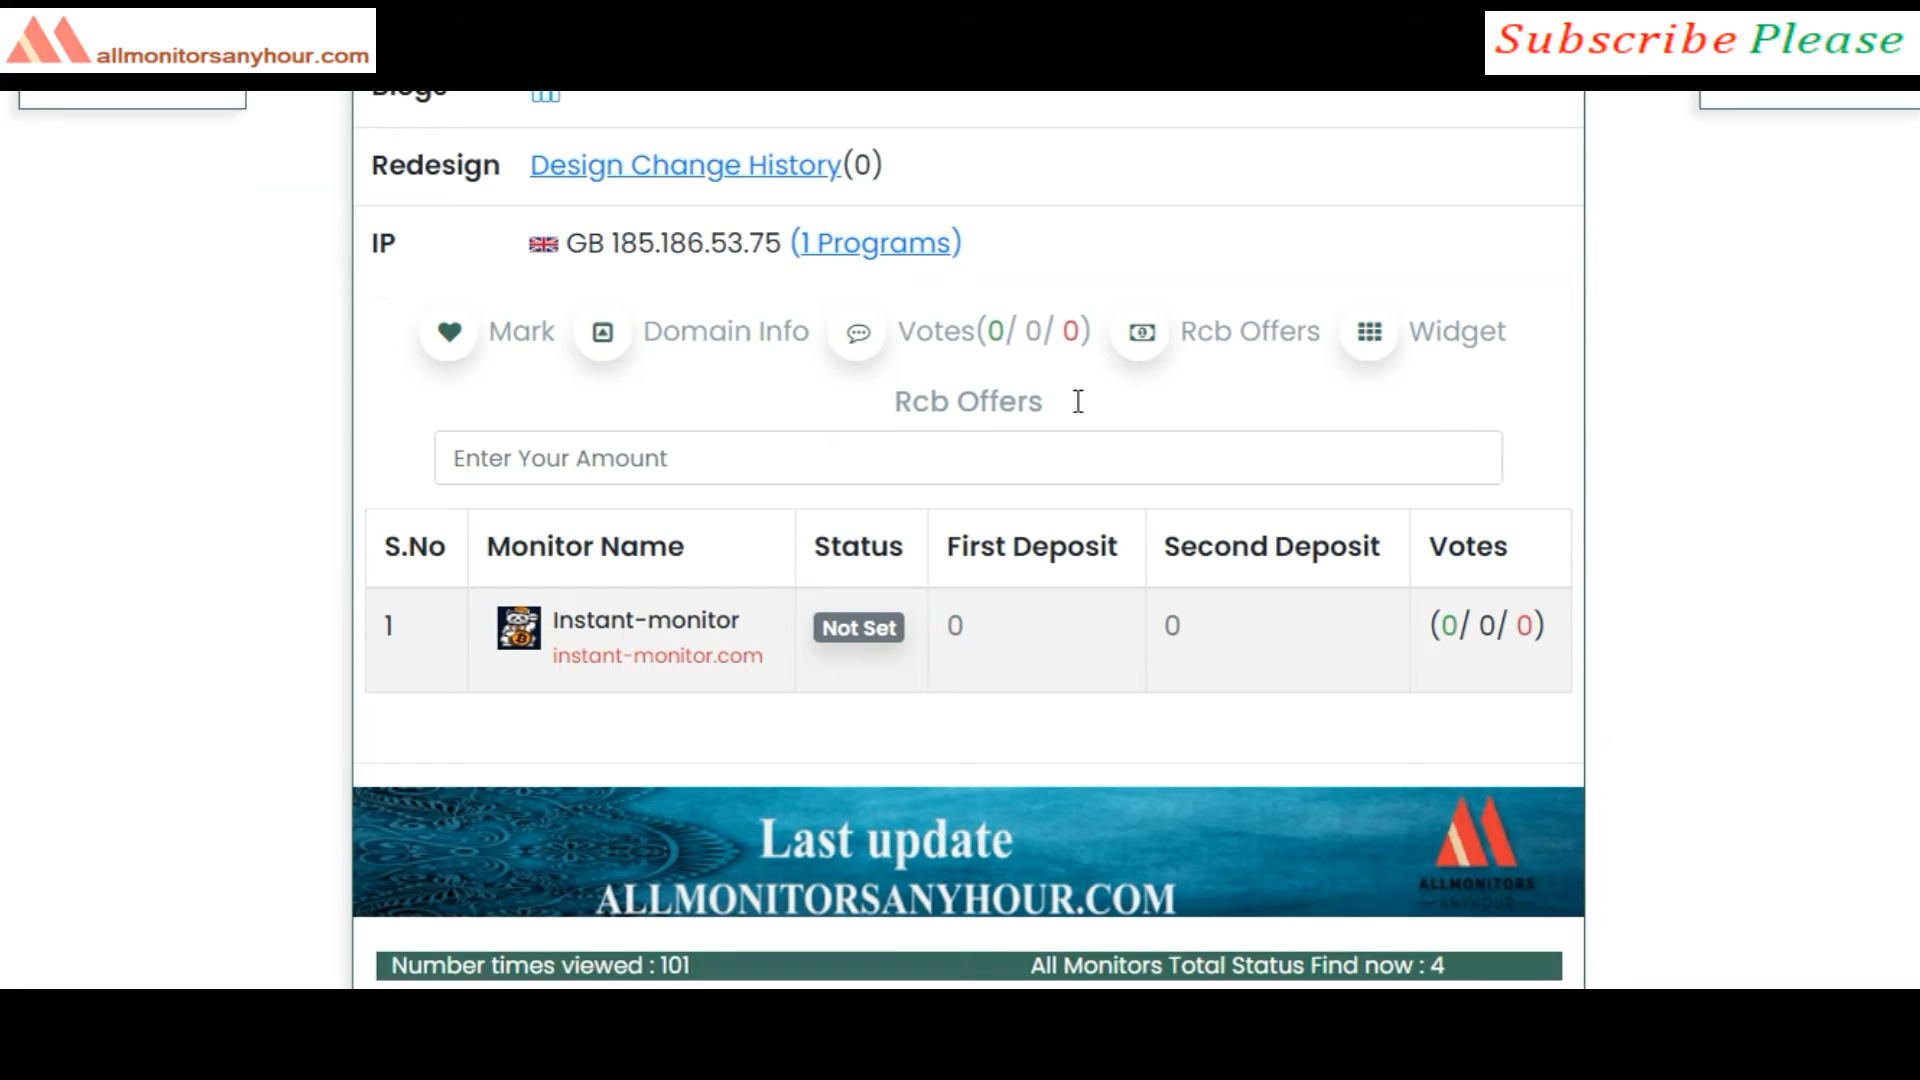 allmonitorsanyhour.com
Subscribe Please
Blogs
Redesign Design Change History(0)
IP GB 185.186.53.75 (1 Programs)
Mark Domain Info Votes(0/ 0/ 0) Rcb Offers Widget
Rcb Offers
Enter Your Amount
S.No Monitor Name Status First Deposit Second Deposit Votes
1 Instant-monitor Not Set 0 0 (0/ 0/ 0)
instant-monitor.com
Last update
ALLMONITORSANYHOUR.COM
ALLMONITORS
ANYHOUR
Number times viewed : 101 All Monitors Total Status Find now : 4